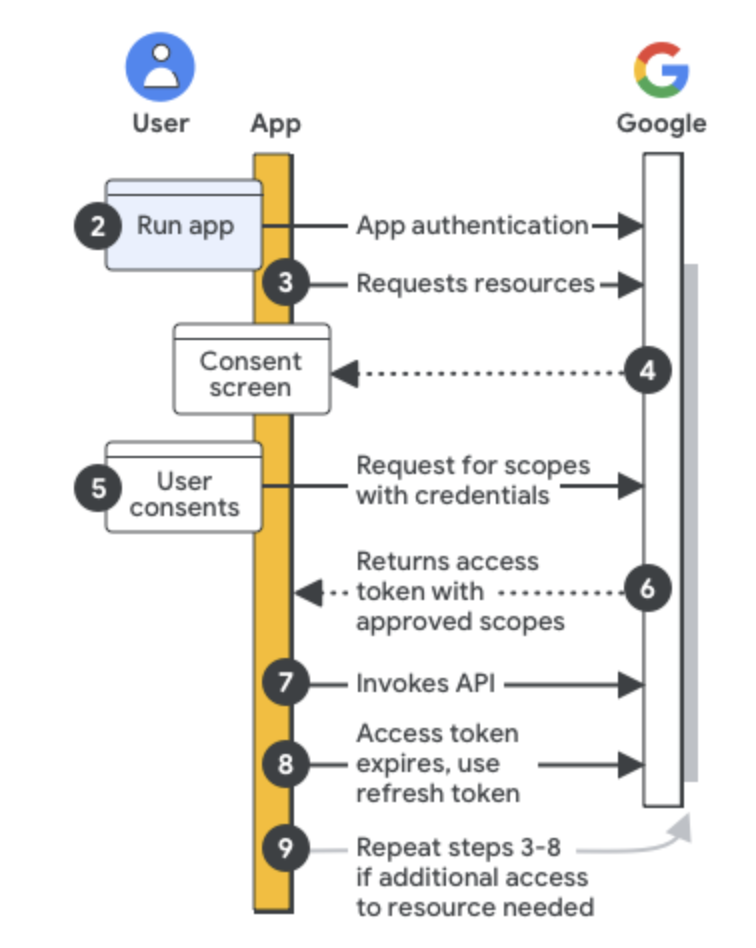 User
App
Google
2
Run app
App authentication
3
Requests resources
Consent
screen
4
5
User
consents
Request for scopes
with credentials
Returns access
token with
approved scopes
6
7
Invokes API
8
Access token
expires, use
refresh token
9
Repeat steps 3-8
if additional access
to resource needed